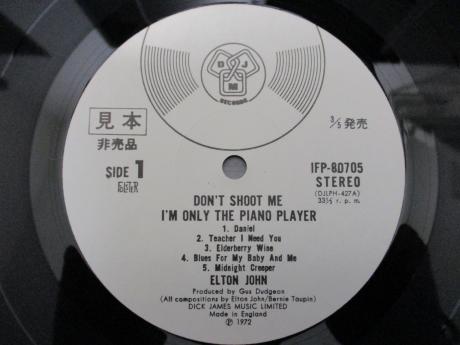 DJM
RECORDS
見本
非売品
3/5 発売
SIDE 1
IFP-80705
STEREO
(DJLPH-427A)
33⅓ r. p. m.
DON'T SHOOT ME
I'M ONLY THE PIANO PLAYER
1. Daniel
2. Teacher I Need You
3. Elderberry Wine
4. Blues For My Baby And Me
5. Midnight Creeper
ELTON JOHN
Produced by Gus Dudgeon
(All compositions by Elton John/Bernie Taupin)
DICK JAMES MUSIC LIMITED
Made in England
Ⓟ 1972